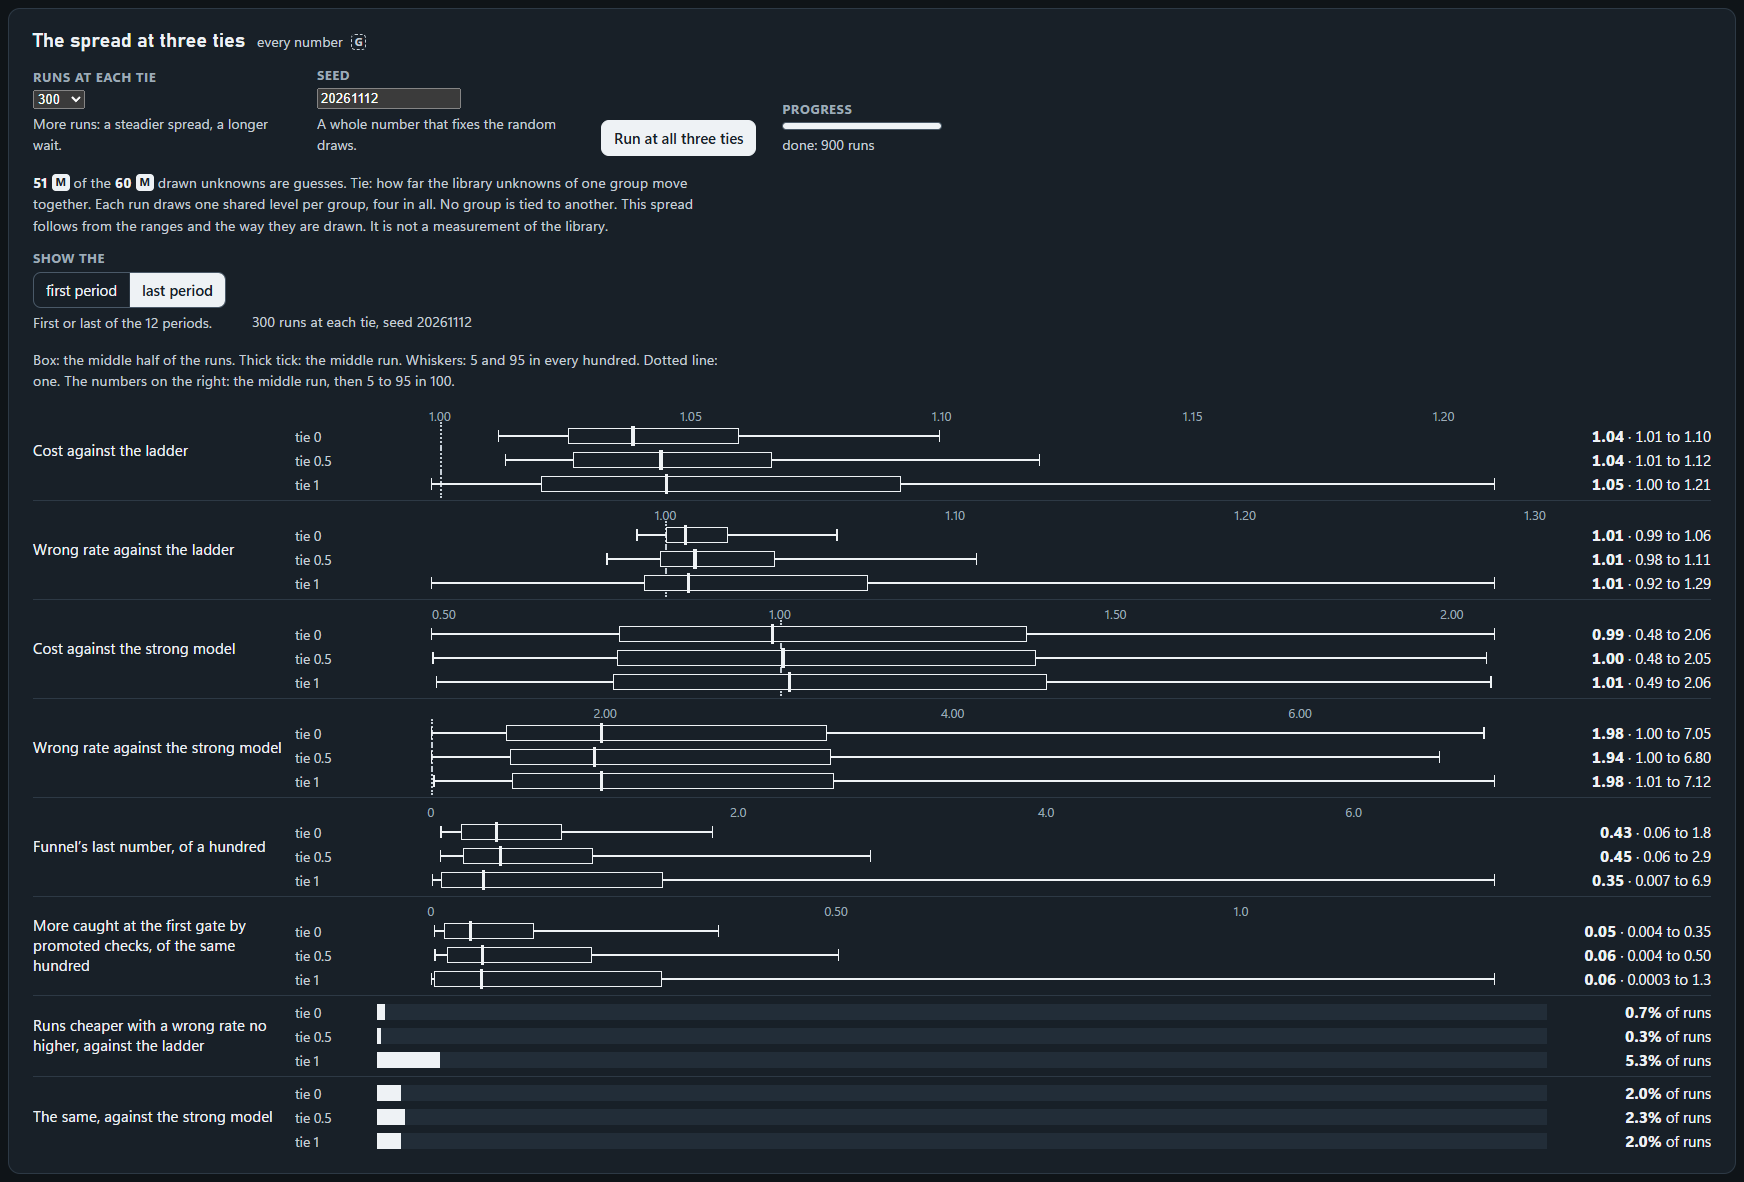 The spread at three ties every number G
RUNS AT EACH TIE
300
More runs: a steadier spread, a longer
wait.
SEED
20261112
A whole number that fixes the random
draws.
Run at all three ties
PROGRESS
done: 900 runs
51 M of the 60 M drawn unknowns are guesses. Tie: how far the library unknowns of one group move
together. Each run draws one shared level per group, four in all. No group is tied to another. This spread
follows from the ranges and the way they are drawn. It is not a measurement of the library.
SHOW THE
first period last period
First or last of the 12 periods.
300 runs at each tie, seed 20261112
Box: the middle half of the runs. Thick tick: the middle run. Whiskers: 5 and 95 in every hundred. Dotted line:
one. The numbers on the right: the middle run, then 5 to 95 in 100.
1.00 1.05 1.10 1.15 1.20
Cost against the ladder
tie 0 1.04 · 1.01 to 1.10
tie 0.5 1.04 · 1.01 to 1.12
tie 1 1.05 · 1.00 to 1.21
1.00 1.10 1.20 1.30
Wrong rate against the ladder
tie 0 1.01 · 0.99 to 1.06
tie 0.5 1.01 · 0.98 to 1.11
tie 1 1.01 · 0.92 to 1.29
0.50 1.00 1.50 2.00
Cost against the strong model
tie 0 0.99 · 0.48 to 2.06
tie 0.5 1.00 · 0.48 to 2.05
tie 1 1.01 · 0.49 to 2.06
2.00 4.00 6.00
Wrong rate against the strong model
tie 0 1.98 · 1.00 to 7.05
tie 0.5 1.94 · 1.00 to 6.80
tie 1 1.98 · 1.01 to 7.12
0 2.0 4.0 6.0
Funnel's last number, of a hundred
tie 0 0.43 · 0.06 to 1.8
tie 0.5 0.45 · 0.06 to 2.9
tie 1 0.35 · 0.007 to 6.9
0 0.50 1.0
More caught at the first gate by
promoted checks, of the same
hundred
tie 0 0.05 · 0.004 to 0.35
tie 0.5 0.06 · 0.004 to 0.50
tie 1 0.06 · 0.0003 to 1.3
Runs cheaper with a wrong rate no
higher, against the ladder
tie 0 0.7% of runs
tie 0.5 0.3% of runs
tie 1 5.3% of runs
The same, against the strong model
tie 0 2.0% of runs
tie 0.5 2.3% of runs
tie 1 2.0% of runs